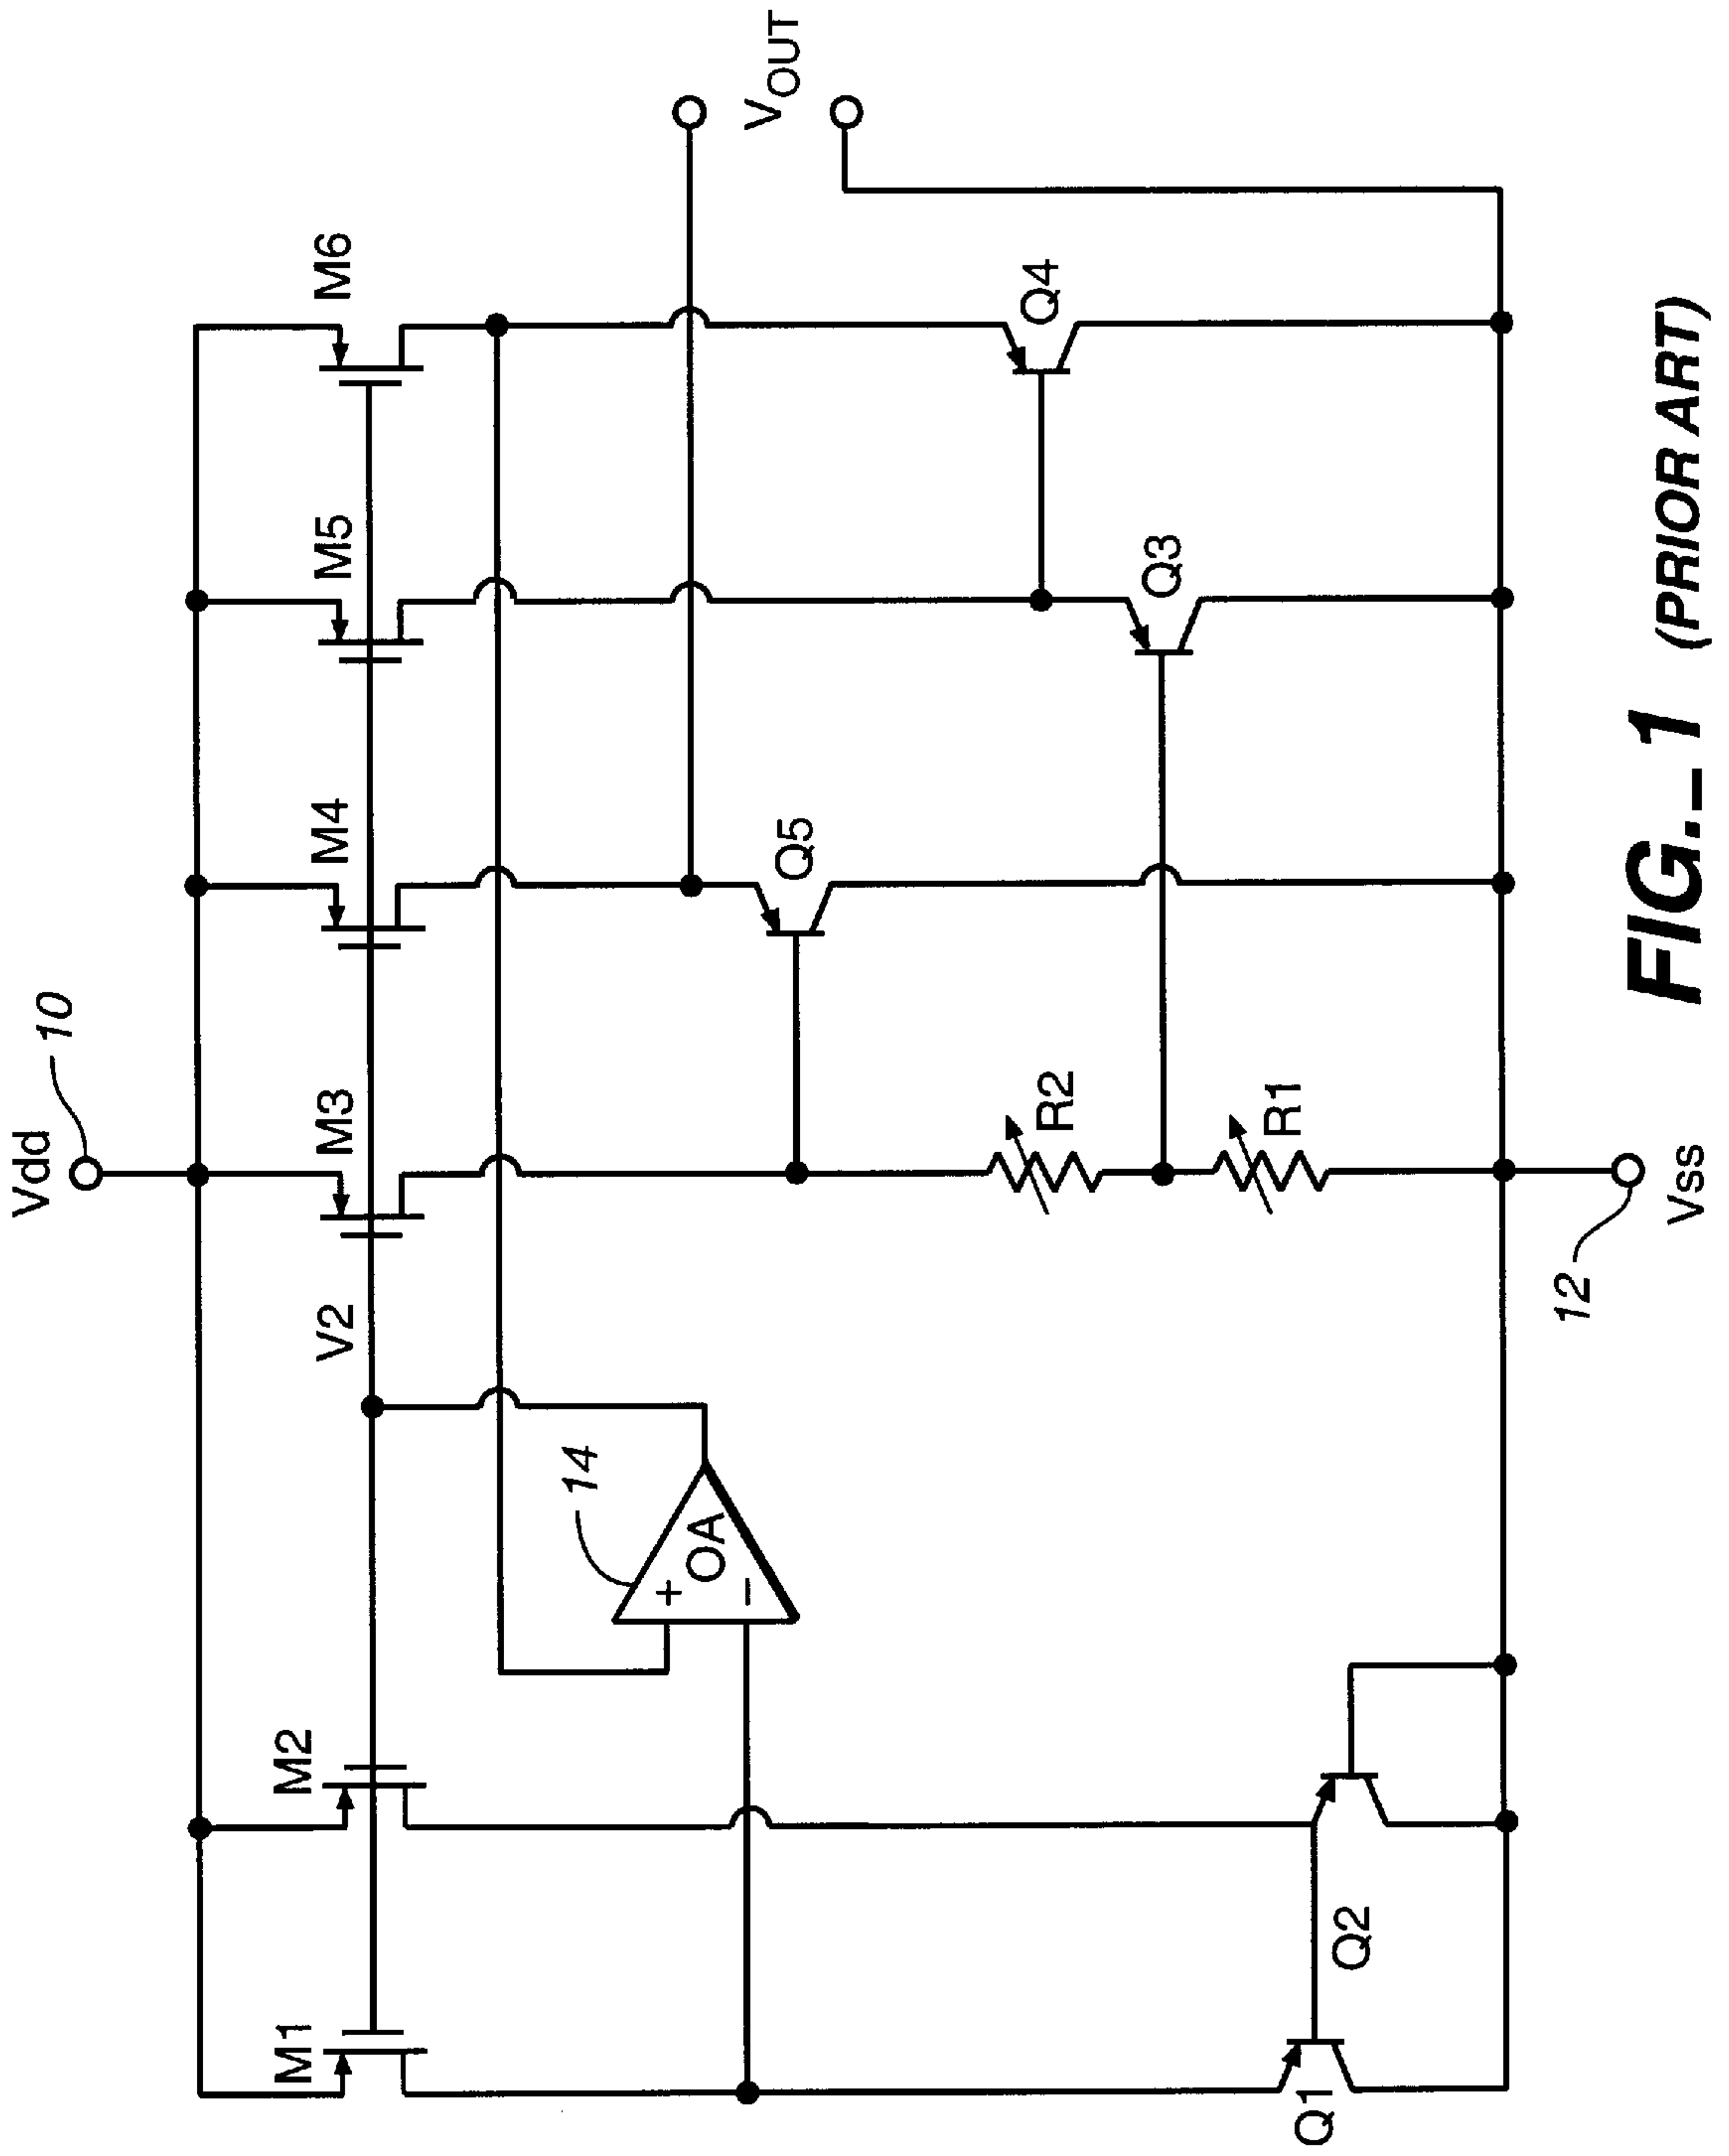 Vdd
10
M1
M2
V2
M3
M4
M5
M6
14
+
OA
−
Q5
VOUT
Q4
Q3
R2
R1
Q1
Q2
12
Vss
FIG._1 (PRIOR ART)